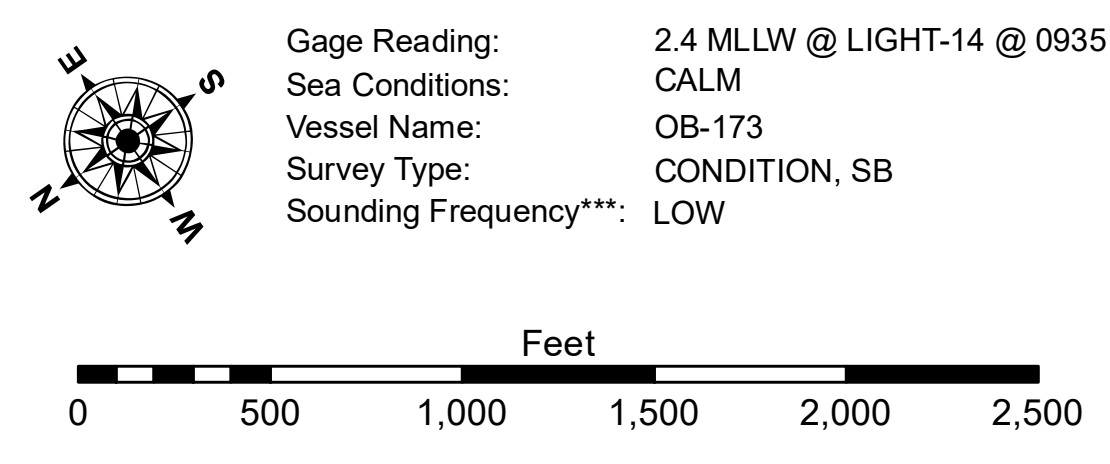 E
S
N
W
Gage Reading: 2.4 MLLW @ LIGHT-14 @ 0935
Sea Conditions: CALM
Vessel Name: OB-173
Survey Type: CONDITION, SB
Sounding Frequency***: LOW
Feet
0 500 1,000 1,500 2,000 2,500